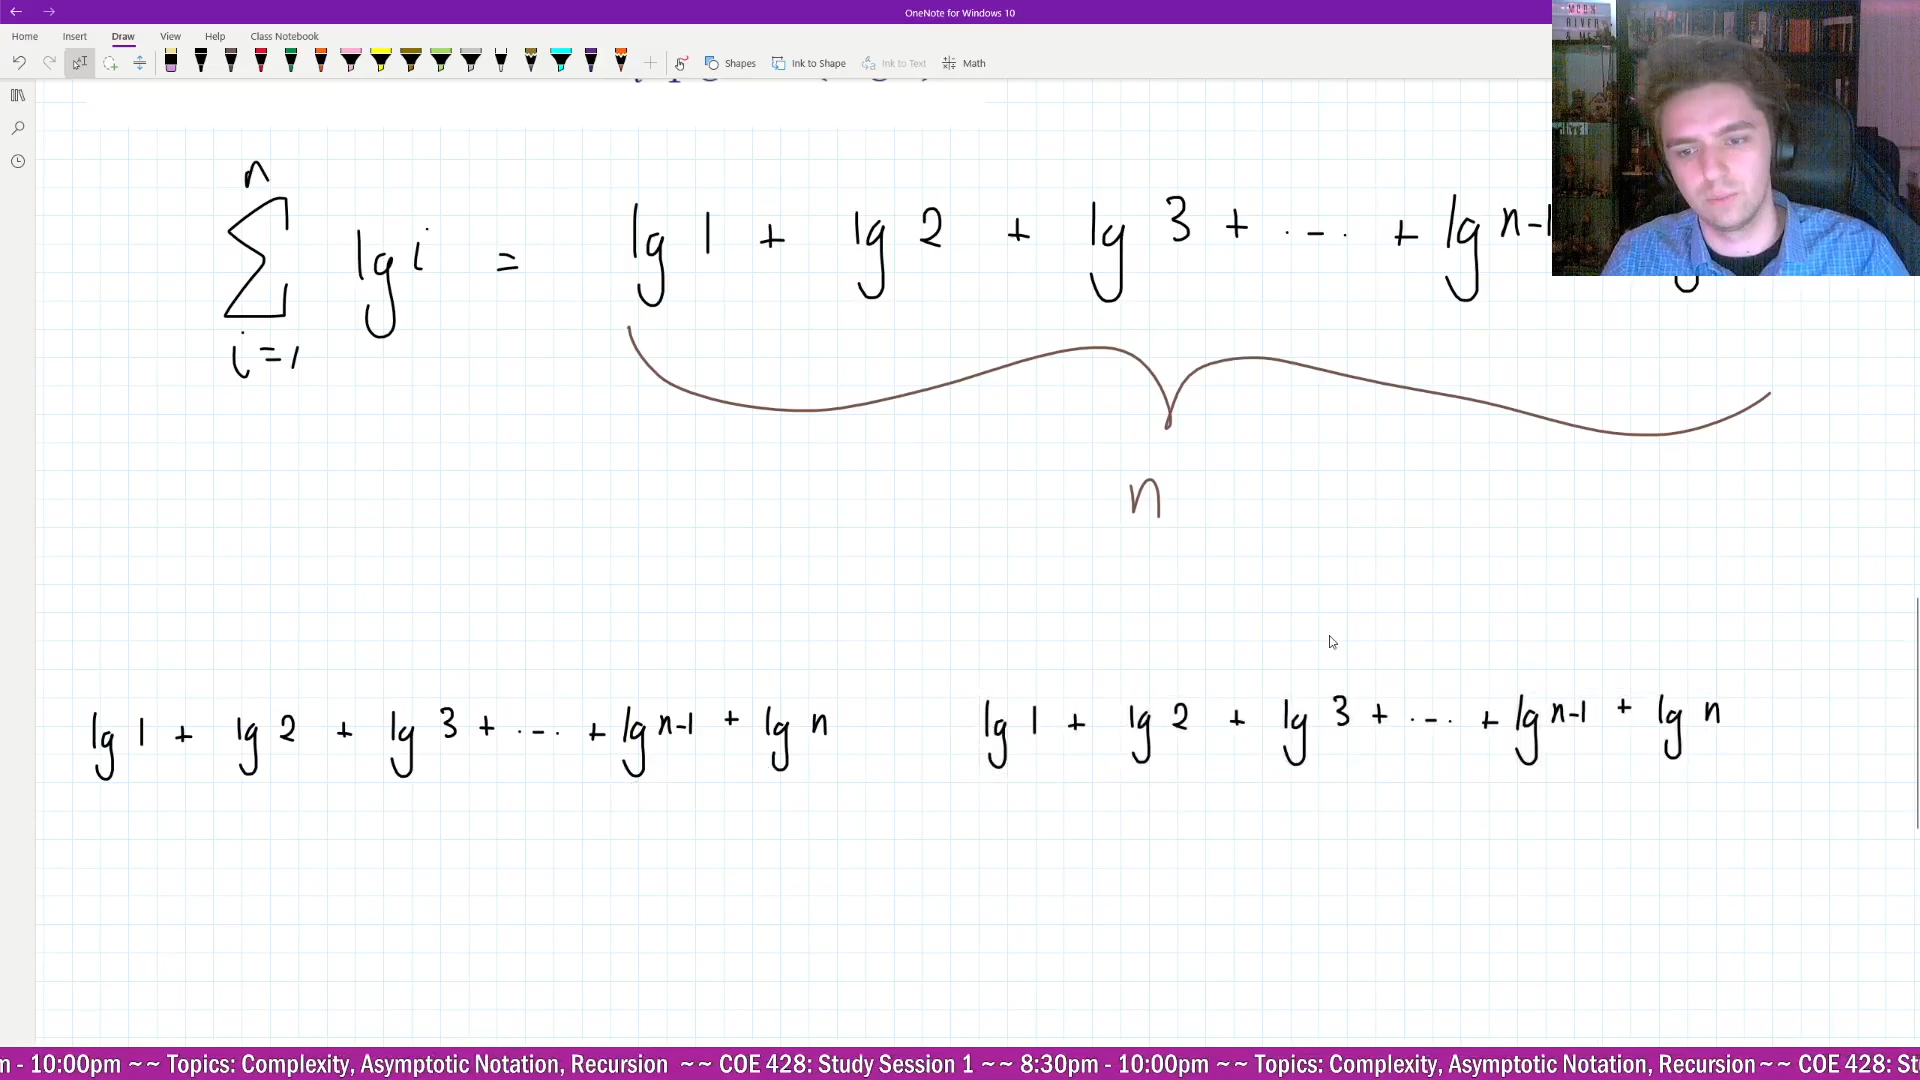 OneNote for Windows 10
Home Insert Draw View Help Class Notebook
Shapes Ink to Shape Ink to Text Math
RIVER
n
Σ lg i = lg 1 + lg 2 + lg 3 + ... + lg n-1
i=1
n
lg 1 + lg 2 + lg 3 + ... + lg n-1 + lg n
lg 1 + lg 2 + lg 3 + ... + lg n-1 + lg n
m - 10:00pm ~~ Topics: Complexity, Asymptotic Notation, Recursion ~~ COE 428: Study Session 1 ~~ 8:30pm - 10:00pm ~~ Topics: Complexity, Asymptotic Notation, Recursion ~~ COE 428: St